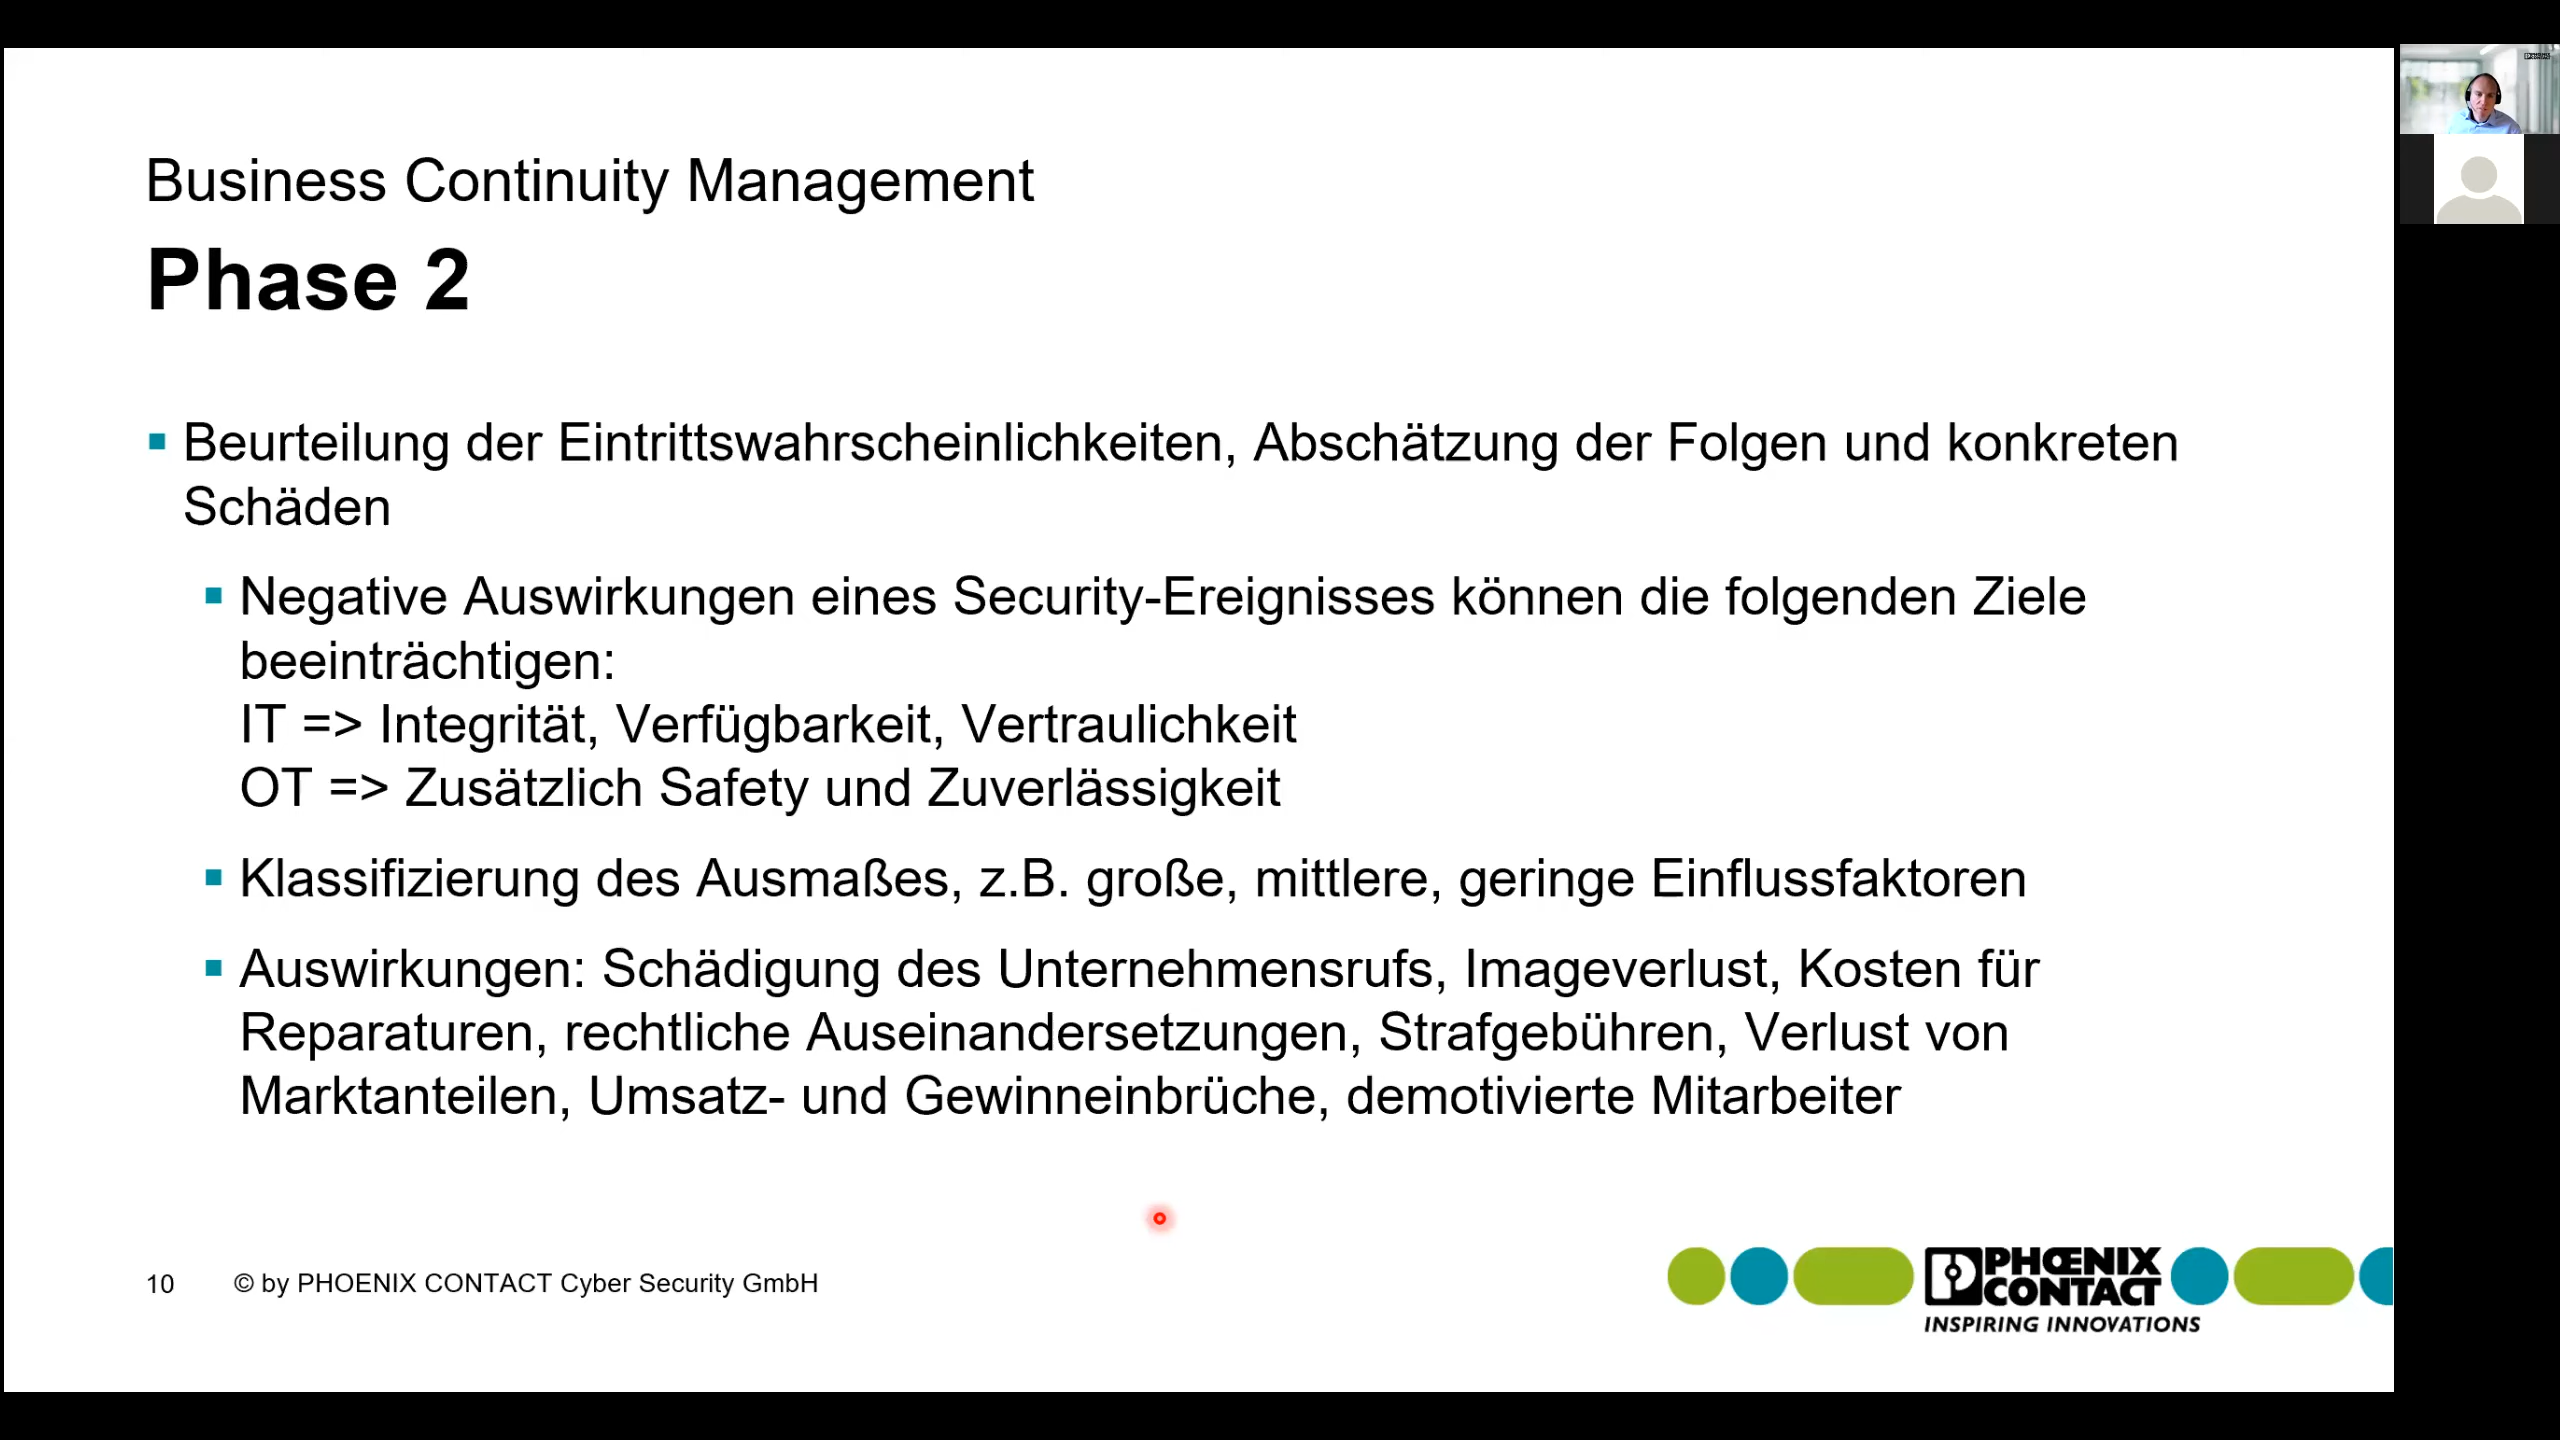 Business Continuity Management
Phase 2
Beurteilung der Eintrittswahrscheinlichkeiten, Abschätzung der Folgen und konkreten
Schäden
Negative Auswirkungen eines Security-Ereignisses können die folgenden Ziele
beeinträchtigen:
IT => Integrität, Verfügbarkeit, Vertraulichkeit
OT => Zusätzlich Safety und Zuverlässigkeit
Klassifizierung des Ausmaßes, z.B. große, mittlere, geringe Einflussfaktoren
Auswirkungen: Schädigung des Unternehmensrufs, Imageverlust, Kosten für
Reparaturen, rechtliche Auseinandersetzungen, Strafgebühren, Verlust von
Marktanteilen, Umsatz- und Gewinneinbrüche, demotivierte Mitarbeiter
10 © by PHOENIX CONTACT Cyber Security GmbH
PHŒNIX
CONTACT
INSPIRING INNOVATIONS